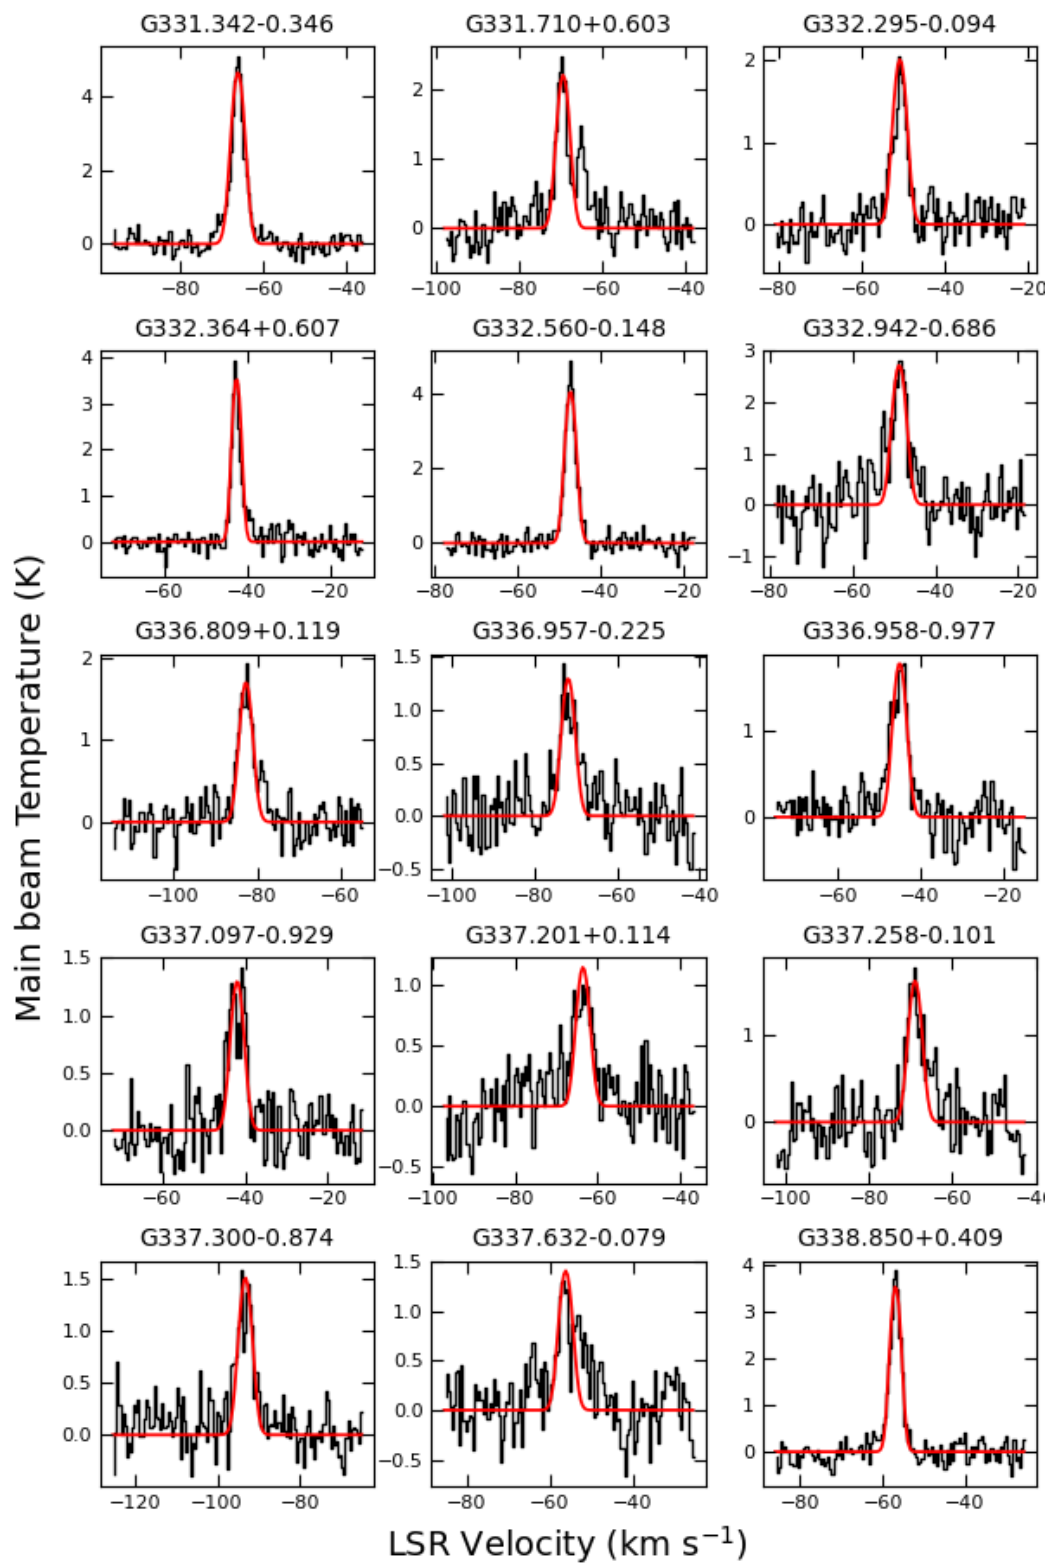 G331.342-0.346 G331.710+0.603 G332.295-0.094
4 2 0
−80 −60 −40
2 1 0
−100 −80 −60 −40
2 1 0
−80 −60 −40 −20
G332.364+0.607 G332.560-0.148 G332.942-0.686
4 3 2 1 0
−60 −40 −20
4 2 0
−80 −60 −40 −20
3 2 1 0 −1
−80 −60 −40 −20
G336.809+0.119 G336.957-0.225 G336.958-0.977
2 1 0
−100 −80 −60
1.5 1.0 0.5 0.0 −0.5
−100 −80 −60 −40
1 0
−60 −40 −20
G337.097-0.929 G337.201+0.114 G337.258-0.101
1.5 1.0 0.5 0.0
−60 −40 −20
1.0 0.5 0.0 −0.5
−100 −80 −60 −40
1 0
−100 −80 −60 −40
G337.300-0.874 G337.632-0.079 G338.850+0.409
1.5 1.0 0.5 0.0
−120 −100 −80
1.5 1.0 0.5 0.0 −0.5
−80 −60 −40
4 3 2 1 0
−80 −60 −40
Main beam Temperature (K)
LSR Velocity (km s⁻¹)